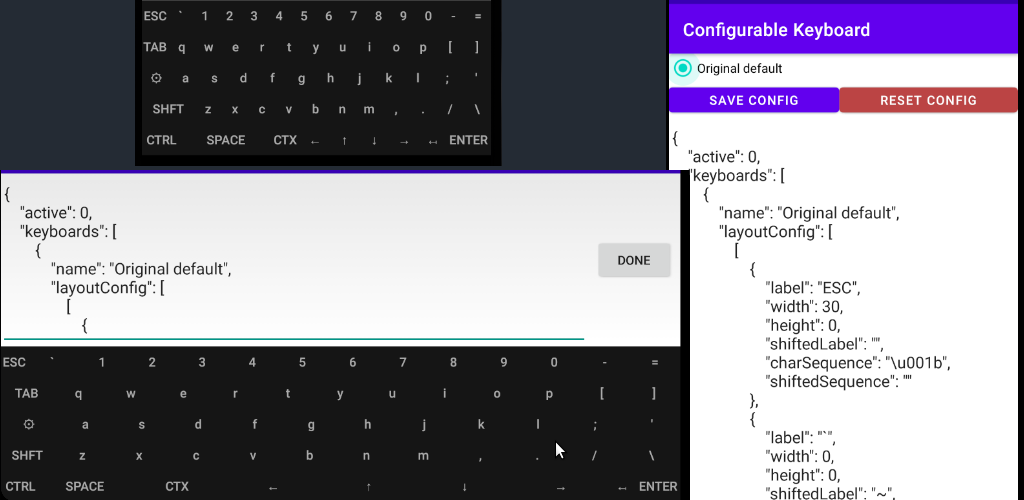 ESC ` 1 2 3 4 5 6 7 8 9 0 - =
TAB q w e r t y u i o p [ ]
⚙ a s d f g h j k l ; '
SHFT z x c v b n m , . / \
CTRL SPACE CTX ← ↑ ↓ → ↔ ENTER
Configurable Keyboard
Original default
SAVE CONFIG RESET CONFIG
{
"active": 0,
"keyboards": [
{
"name": "Original default",
"layoutConfig": [
[
{
"label": "ESC",
"width": 30,
"height": 0,
"shiftedLabel": "",
"charSequence": "\u001b",
"shiftedSequence": ""
},
{
"label": "`",
"width": 0,
"height": 0,
"shiftedLabel": "~",
{
"active": 0,
"keyboards": [
{
"name": "Original default",
"layoutConfig": [
[
{
DONE
ESC ` 1 2 3 4 5 6 7 8 9 0 - =
TAB q w e r t y u i o p [ ]
⚙ a s d f g h j k l ; '
SHFT z x c v b n m , . / \
CTRL SPACE CTX ← ↑ ↓ → ↔ ENTER